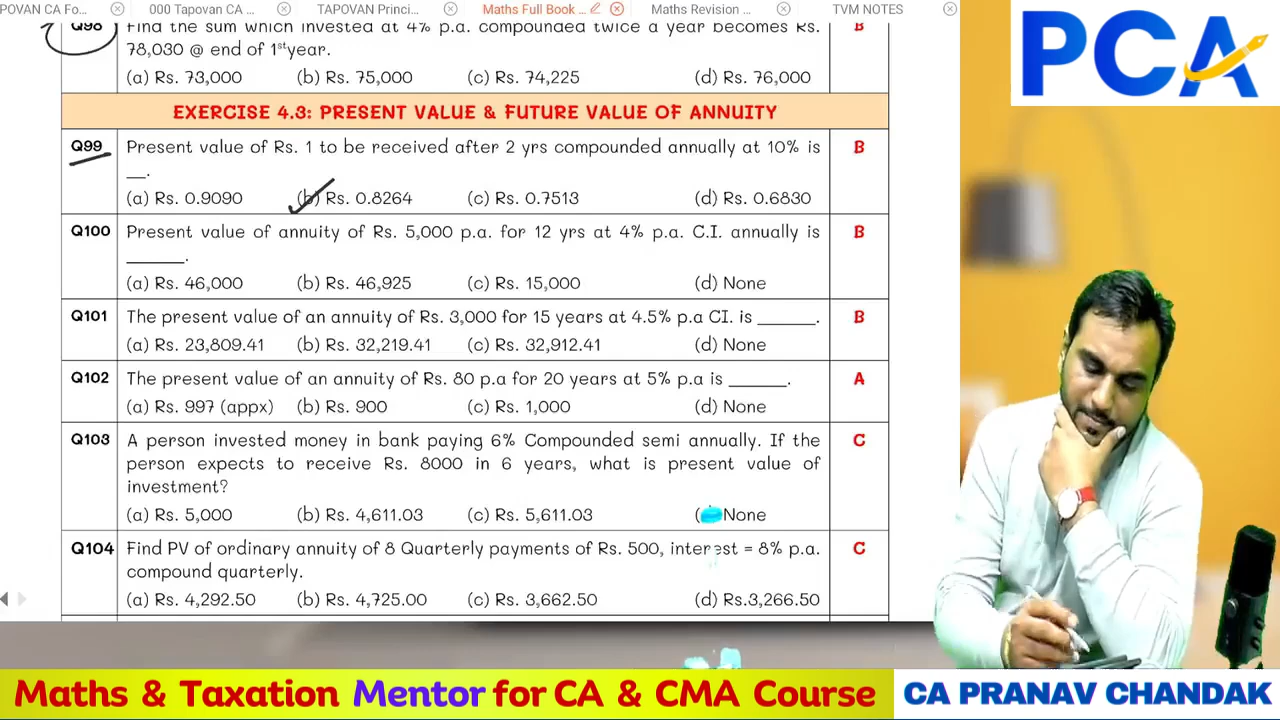 POVAN CA Fo...
000 Tapovan CA ...
TAPOVAN Princi...
Maths Full Book ...
Maths Revision ...
TVM NOTES
PCA
Q98 Find the sum which invested at 4% p.a. compounded twice a year becomes Rs. B
78,030 @ end of 1st year.
(a) Rs. 73,000 (b) Rs. 75,000 (c) Rs. 74,225 (d) Rs. 76,000
EXERCISE 4.3: PRESENT VALUE & FUTURE VALUE OF ANNUITY
Q99 Present value of Rs. 1 to be received after 2 yrs compounded annually at 10% is B
__.
(a) Rs. 0.9090 (b) Rs. 0.8264 (c) Rs. 0.7513 (d) Rs. 0.6830
Q100 Present value of annuity of Rs. 5,000 p.a. for 12 yrs at 4% p.a. C.I. annually is B
______.
(a) Rs. 46,000 (b) Rs. 46,925 (c) Rs. 15,000 (d) None
Q101 The present value of an annuity of Rs. 3,000 for 15 years at 4.5% p.a CI. is ______. B
(a) Rs. 23,809.41 (b) Rs. 32,219.41 (c) Rs. 32,912.41 (d) None
Q102 The present value of an annuity of Rs. 80 p.a for 20 years at 5% p.a is ______. A
(a) Rs. 997 (appx) (b) Rs. 900 (c) Rs. 1,000 (d) None
Q103 A person invested money in bank paying 6% Compounded semi annually. If the C
person expects to receive Rs. 8000 in 6 years, what is present value of
investment?
(a) Rs. 5,000 (b) Rs. 4,611.03 (c) Rs. 5,611.03 ( None
Q104 Find PV of ordinary annuity of 8 Quarterly payments of Rs. 500, interest = 8% p.a. C
compound quarterly.
(a) Rs. 4,292.50 (b) Rs. 4,725.00 (c) Rs. 3,662.50 (d) Rs.3,266.50
Maths & Taxation Mentor for CA & CMA Course
CA PRANAV CHANDAK